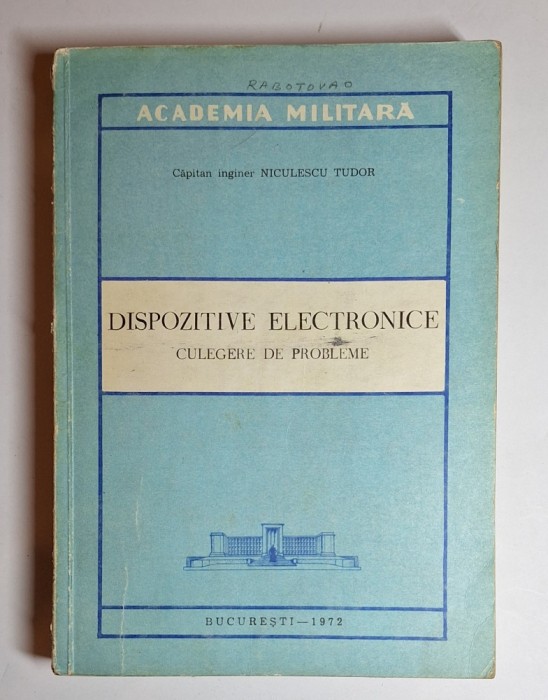 RABOTOVAO
ACADEMIA MILITARĂ
Căpitan inginer NICULESCU TUDOR
DISPOZITIVE ELECTRONICE
CULEGERE DE PROBLEME
BUCUREȘTI—1972